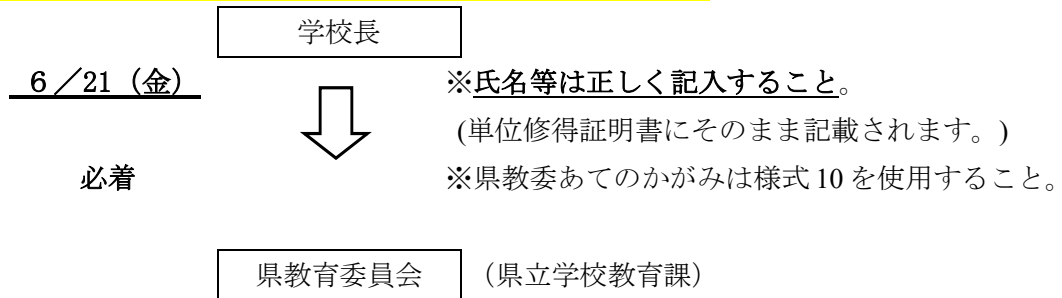 学校長
６／21（金）
※氏名等は正しく記入すること。
(単位修得証明書にそのまま記載されます。)
必着
※県教委あてのかがみは様式 10 を使用すること。
県教育委員会
（県立学校教育課）